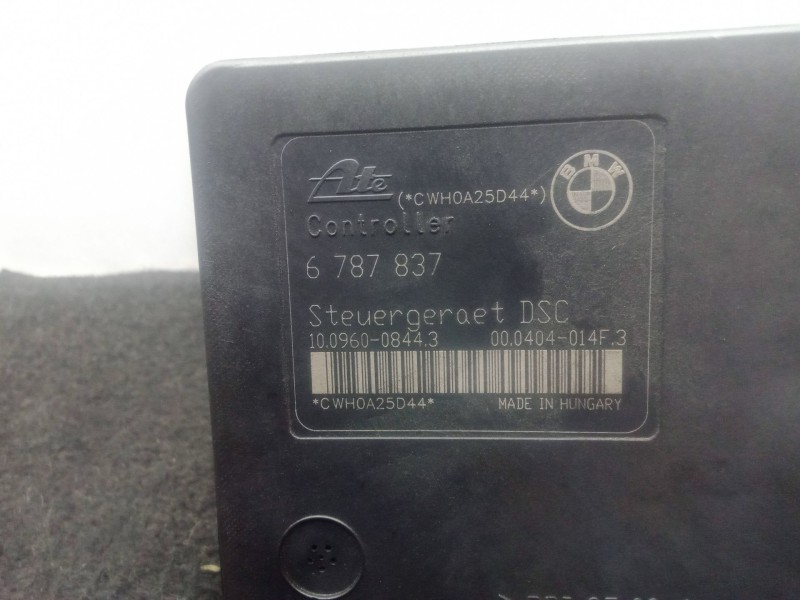 Ate
(*CWH0A25D44*)
BMW
Controller
6 787 837
Steuergeraet DSC
10.0960-0844.3 00.0404-014F.3
*CWH0A25D44* MADE IN HUNGARY